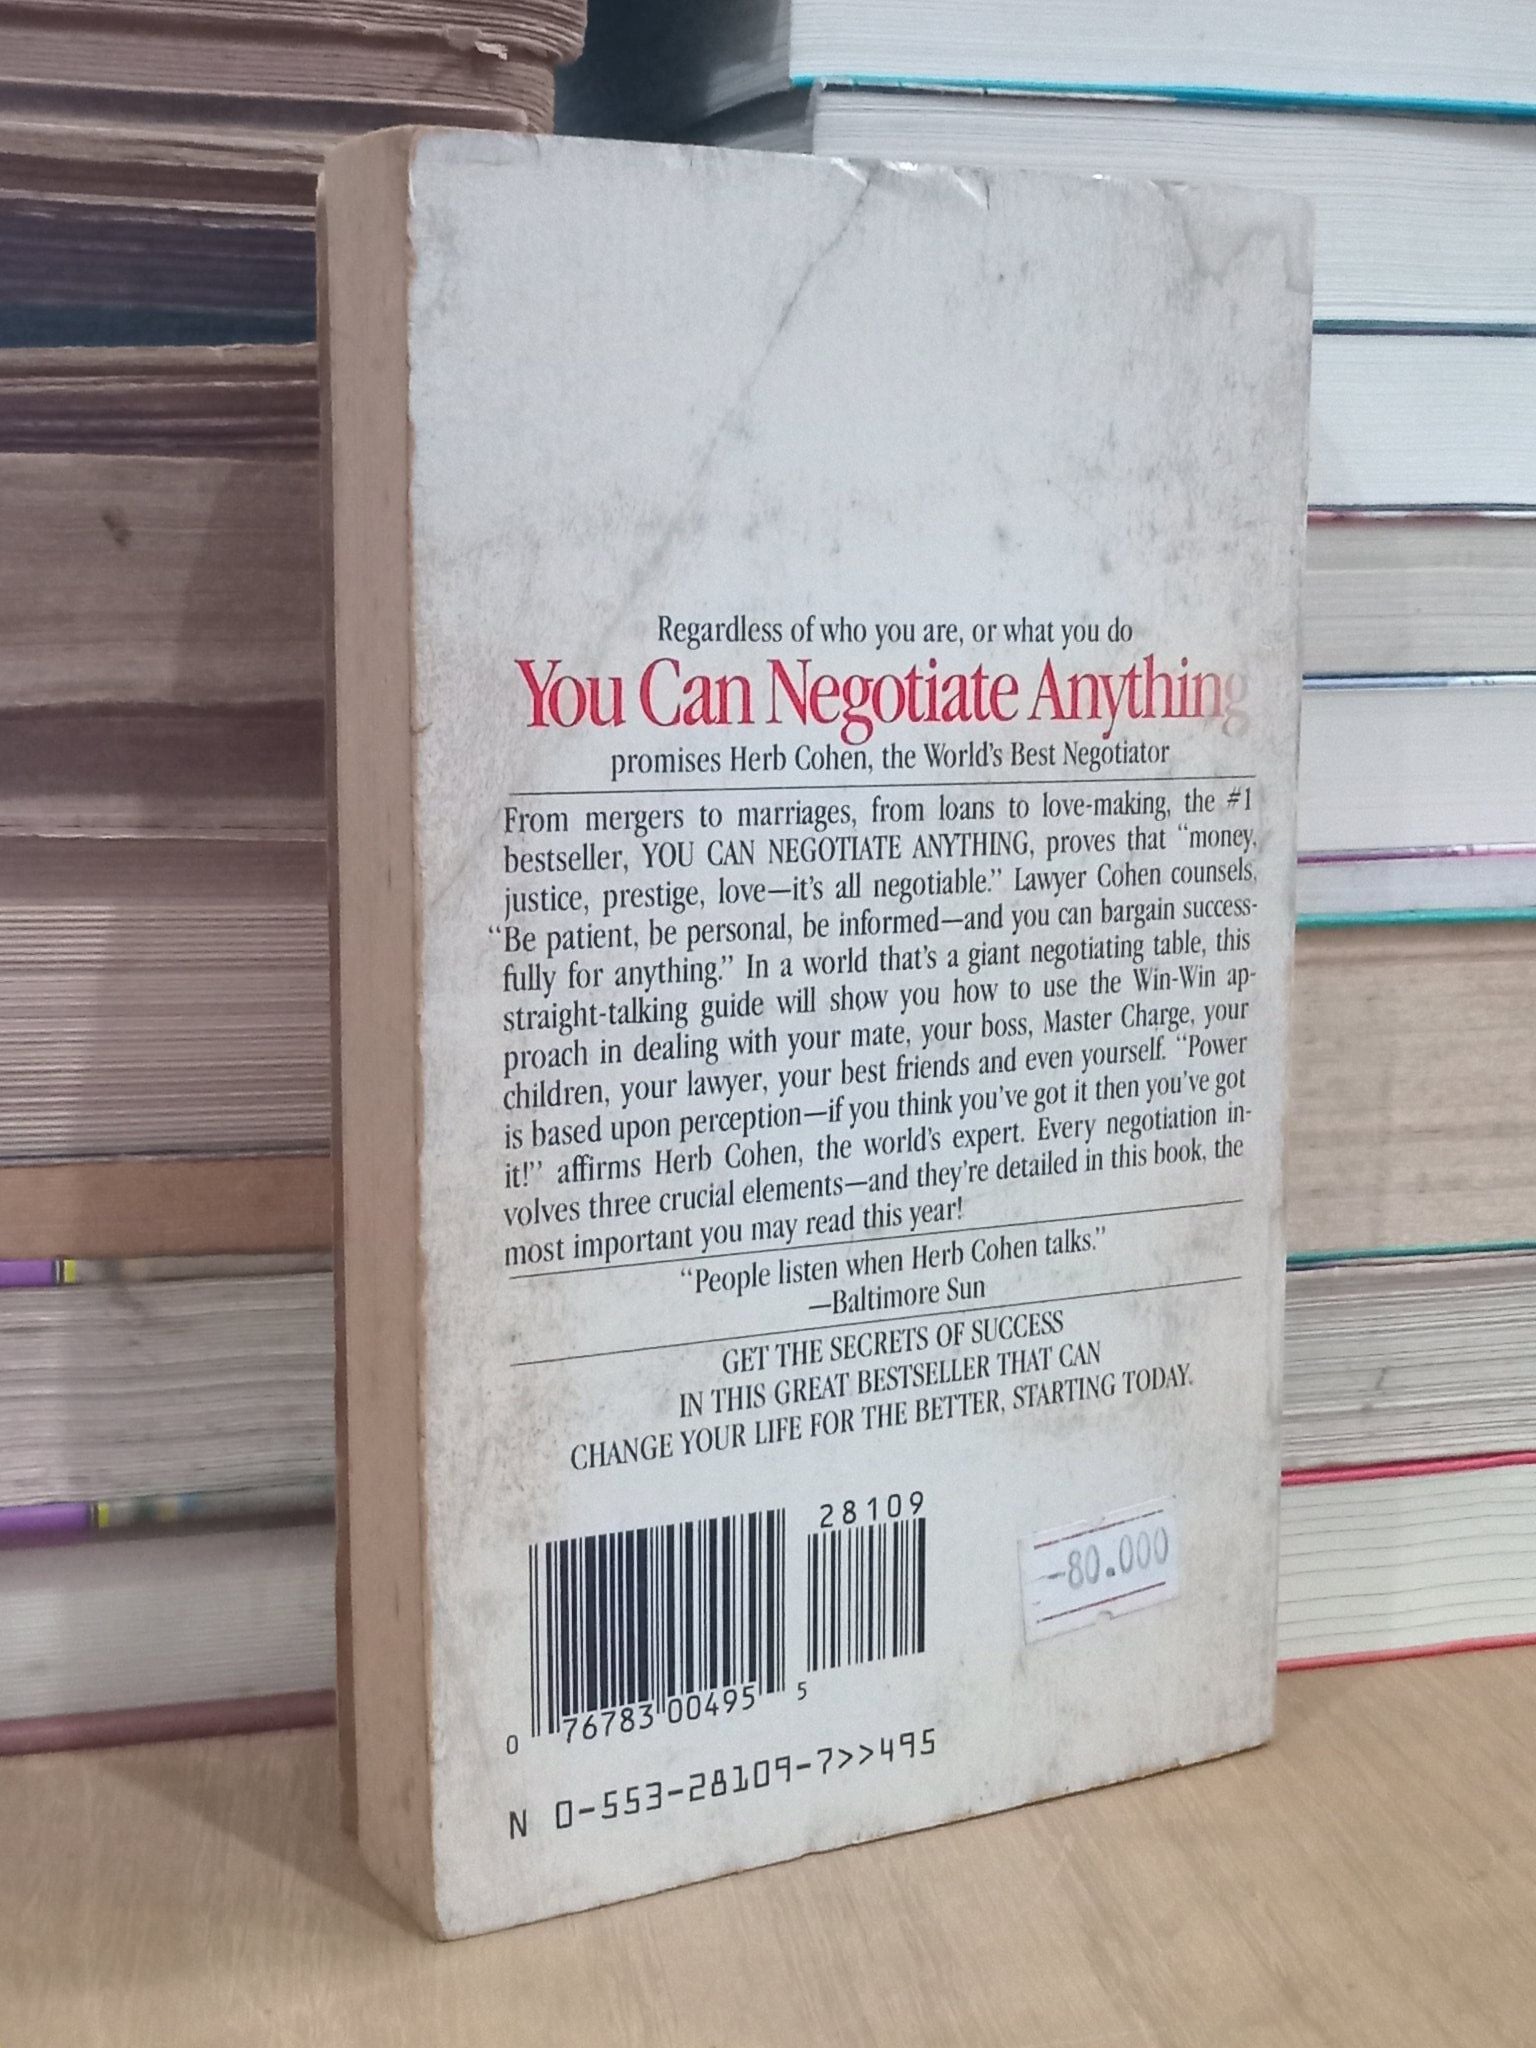 Regardless of who you are, or what you do
You Can Negotiate Anything
promises Herb Cohen, the World's Best Negotiator
From mergers to marriages, from loans to love-making, the #1
bestseller, YOU CAN NEGOTIATE ANYTHING, proves that “money,
justice, prestige, love—it's all negotiable.” Lawyer Cohen counsels,
“Be patient, be personal, be informed—and you can bargain success-
fully for anything.” In a world that's a giant negotiating table, this
straight-talking guide will show you how to use the Win-Win ap-
proach in dealing with your mate, your boss, Master Charge, your
children, your lawyer, your best friends and even yourself. “Power
is based upon perception—if you think you've got it then you've got
it!” affirms Herb Cohen, the world's expert. Every negotiation in-
volves three crucial elements—and they're detailed in this book, the
most important you may read this year!
“People listen when Herb Cohen talks.”
—Baltimore Sun
GET THE SECRETS OF SUCCESS
IN THIS GREAT BESTSELLER THAT CAN
CHANGE YOUR LIFE FOR THE BETTER, STARTING TODAY.
28109
-80.000
0 76783 00495 5
N 0-553-28109-7>>495